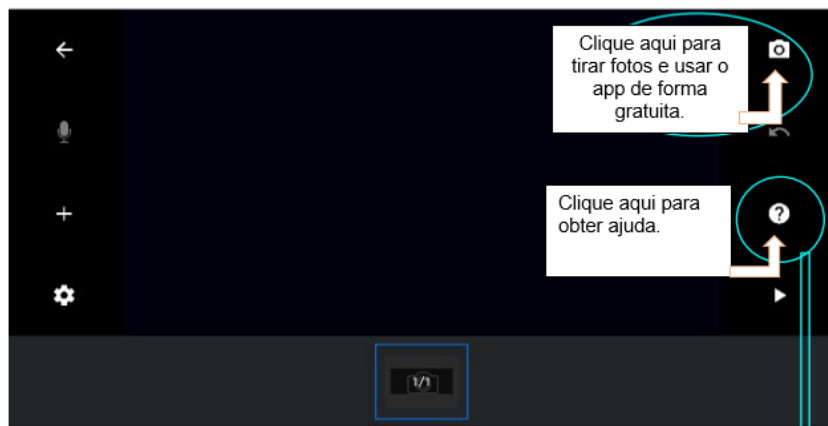 Clique aqui para
tirar fotos e usar o
app de forma
gratuita.
Clique aqui para
obter ajuda.
1/1